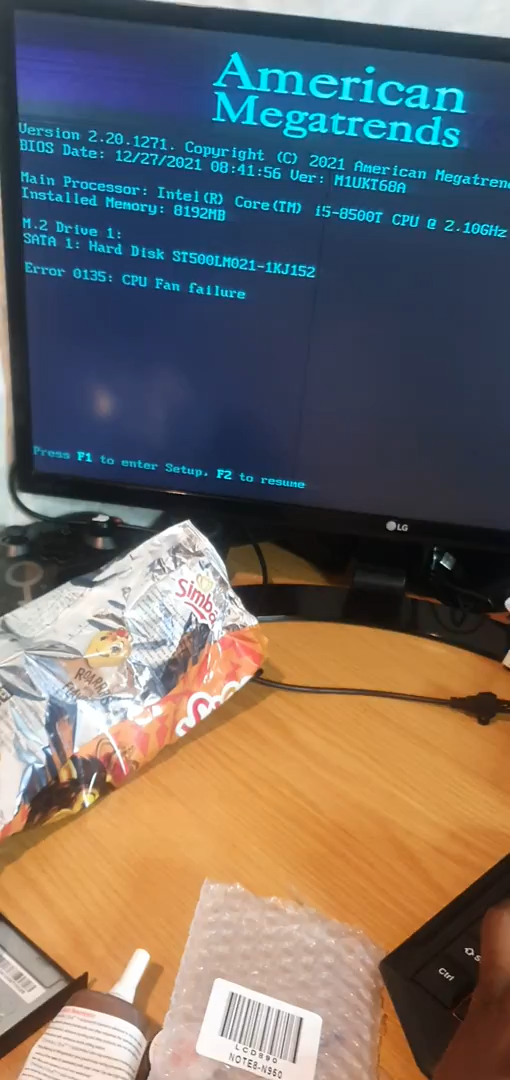 American
Megatrends
Version 2.20.1271. Copyright (C) 2021 American
BIOS Date: 12/27/2021 08:41:56 Ver: M1UKT68A
Main Processor: Intel(R) Core(TM) i5-8500T CPU @ 2.10GHz
Installed Memory: 8192MB
M.2 Drive 1:
SATA 1: Hard Disk ST500LM021-1KJ152
Error 0135: CPU Fan failure
Press F1 to enter Setup, F2 to resume
LG
Simba
Ctrl
NOTE8-N950